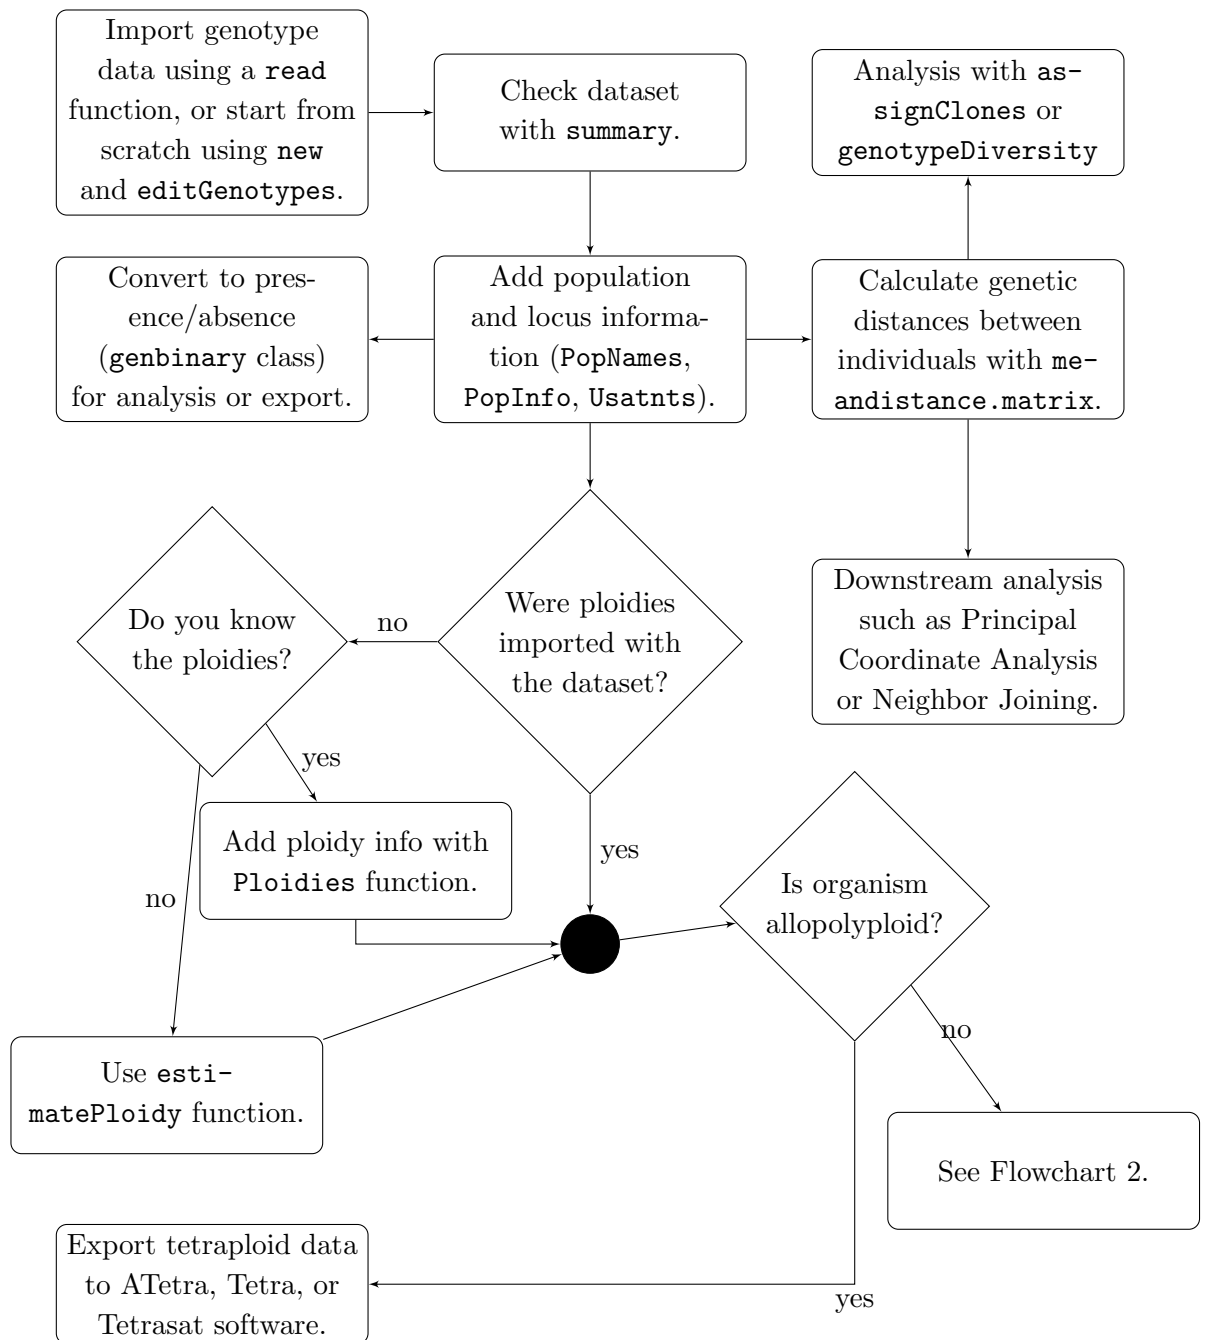 Import genotype
data using a read
function, or start from
scratch using new
and editGenotypes.
Check dataset
with summary.
Analysis with as-
signClones or
genotypeDiversity
Convert to pres-
ence/absence
(genbinary class)
for analysis or export.
Add population
and locus informa-
tion (PopNames,
PopInfo, Usatnts).
Calculate genetic
distances between
individuals with me-
andistance.matrix.
Do you know
the ploidies?
no
Were ploidies
imported with
the dataset?
Downstream analysis
such as Principal
Coordinate Analysis
or Neighbor Joining.
yes
Add ploidy info with
Ploidies function.
yes
no
Is organism
allopolyploid?
no
Use esti-
matePloidy function.
See Flowchart 2.
Export tetraploid data
to ATetra, Tetra, or
Tetrasat software.
yes